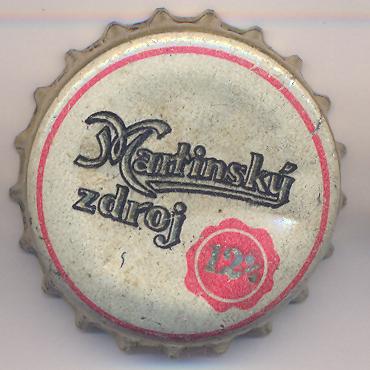 Martinský
zdroj
12%